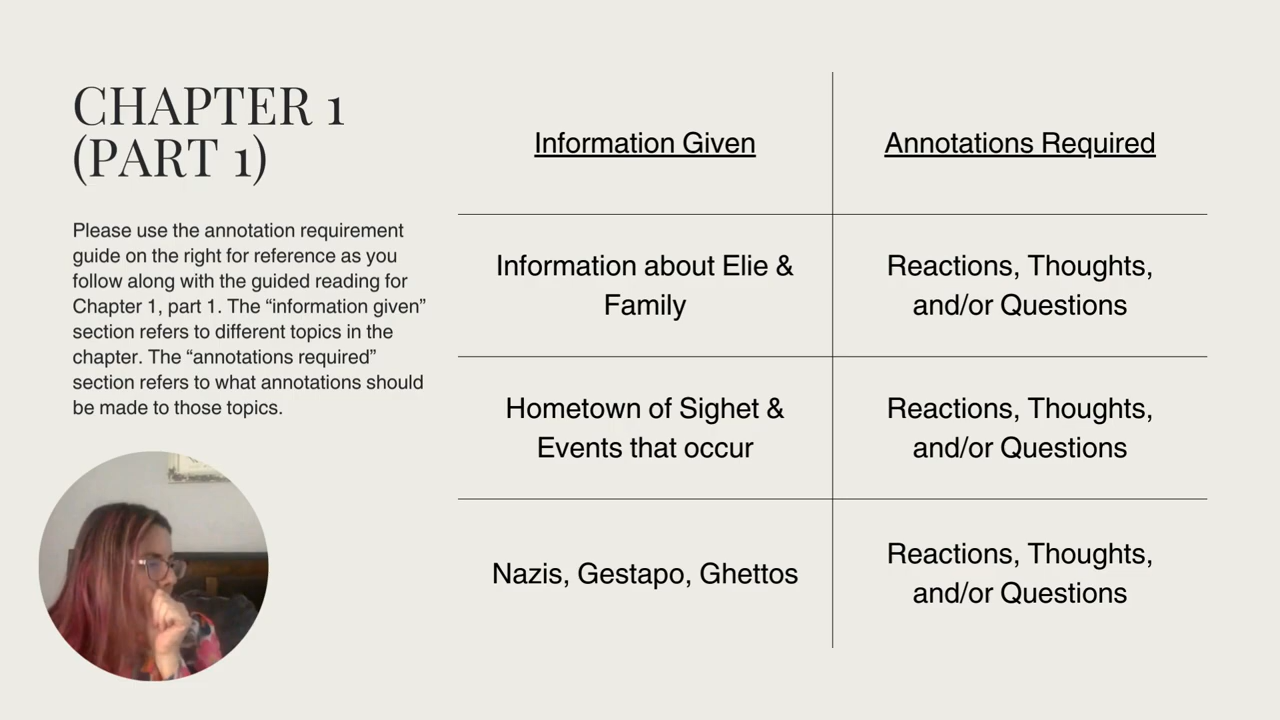 CHAPTER 1
(PART 1)
Please use the annotation requirement
guide on the right for reference as you
follow along with the guided reading for
Chapter 1, part 1. The “information given”
section refers to different topics in the
chapter. The “annotations required”
section refers to what annotations should
be made to those topics.
Information Given
Annotations Required
Information about Elie &
Family
Reactions, Thoughts,
and/or Questions
Hometown of Sighet &
Events that occur
Reactions, Thoughts,
and/or Questions
Nazis, Gestapo, Ghettos
Reactions, Thoughts,
and/or Questions